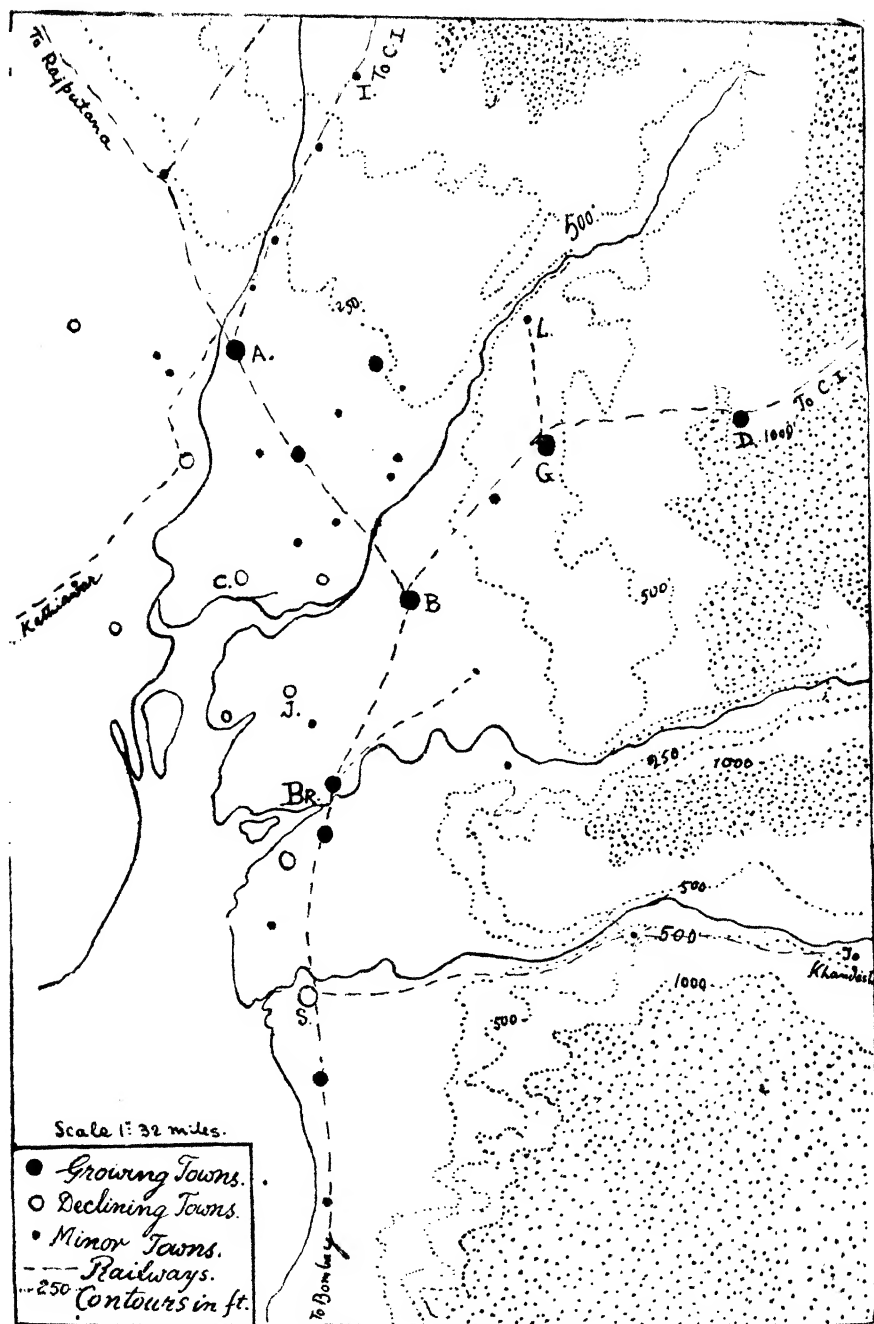 To Rajputana
I.
To C.I
500'
250.
A.
L.
To C.I.
D. 1000'
G.
C.
500'
Kathiawar
B
J.
250
1000
BR.
500
500
To
Khandesh
1000
S.
500
To Bombay
Scale 1": 32 miles.
Growing Towns.
Declining Towns.
Minor Towns.
Railways.
250 Contours in ft.